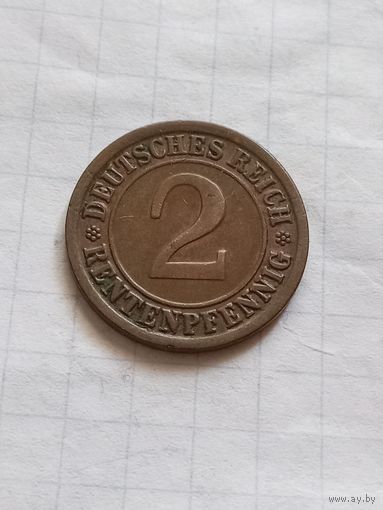 DEUTSCHES REICH
2
RENTENPFENNIG
www.ay.by